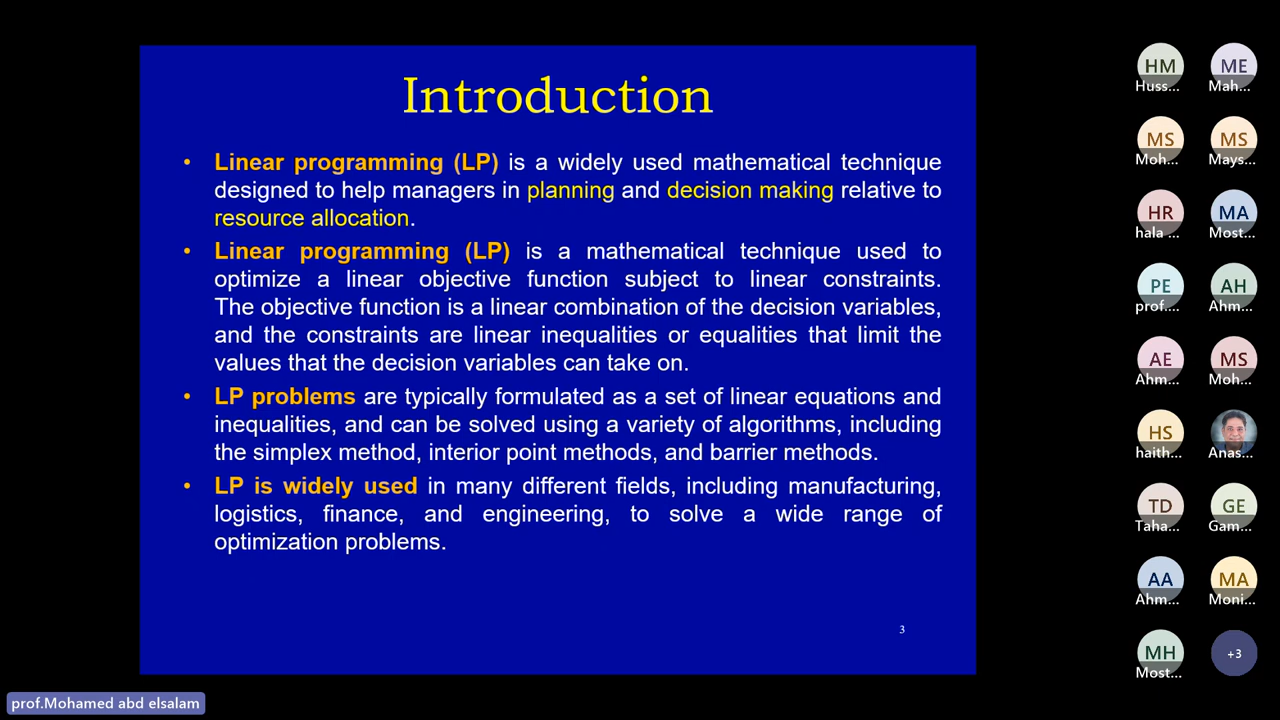 Introduction
• Linear programming (LP) is a widely used mathematical technique
designed to help managers in planning and decision making relative to
resource allocation.
• Linear programming (LP) is a mathematical technique used to
optimize a linear objective function subject to linear constraints.
The objective function is a linear combination of the decision variables,
and the constraints are linear inequalities or equalities that limit the
values that the decision variables can take on.
• LP problems are typically formulated as a set of linear equations and
inequalities, and can be solved using a variety of algorithms, including
the simplex method, interior point methods, and barrier methods.
• LP is widely used in many different fields, including manufacturing,
logistics, finance, and engineering, to solve a wide range of
optimization problems.
3
HM ME
Huss... Mah...
MS MS
Moh... Mays...
HR MA
hala ... Most...
PE AH
prof.... Ahm...
AE MS
Ahm... Moh...
HS
haith... Anas...
TD GE
Taha... Gam...
AA MA
Ahm... Moni...
MH +3
Most...
prof.Mohamed abd elsalam